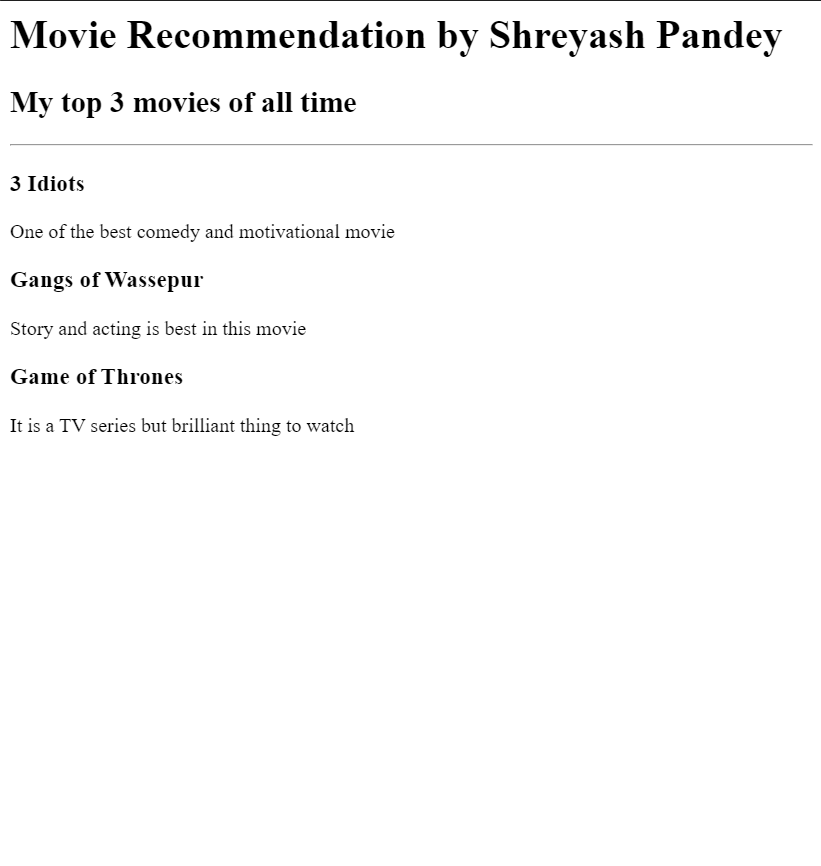 Movie Recommendation by Shreyash Pandey
My top 3 movies of all time
3 Idiots
One of the best comedy and motivational movie
Gangs of Wassepur
Story and acting is best in this movie
Game of Thrones
It is a TV series but brilliant thing to watch